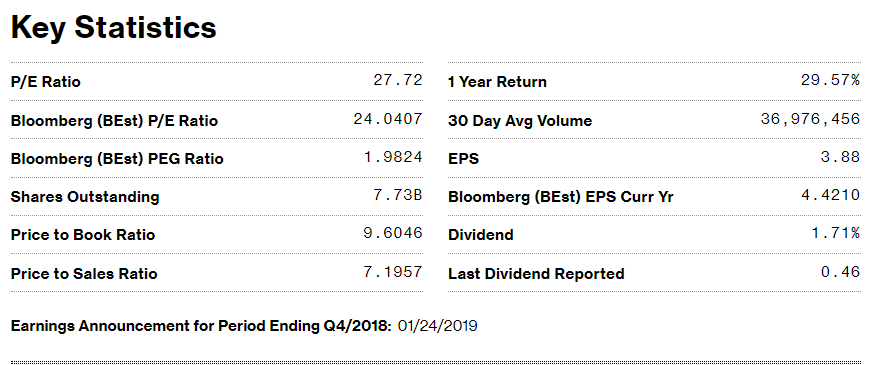 Key Statistics
P/E Ratio 27.72
1 Year Return 29.57%
Bloomberg (BEst) P/E Ratio 24.0407
30 Day Avg Volume 36,976,456
Bloomberg (BEst) PEG Ratio 1.9824
EPS 3.88
Shares Outstanding 7.73B
Bloomberg (BEst) EPS Curr Yr 4.4210
Price to Book Ratio 9.6046
Dividend 1.71%
Price to Sales Ratio 7.1957
Last Dividend Reported 0.46
Earnings Announcement for Period Ending Q4/2018: 01/24/2019